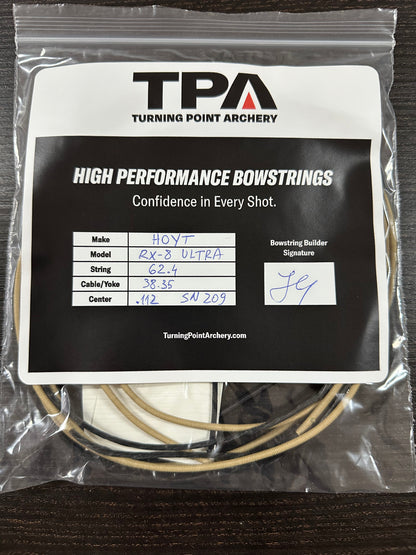 TPA
TURNING POINT ARCHERY
HIGH PERFORMANCE BOWSTRINGS
Confidence in Every Shot.
Make HOYT
Model RX-8 ULTRA
String 62.4
Cable/Yoke 38.35
Center .112 SN 209
Bowstring Builder
Signature
TurningPointArchery.com